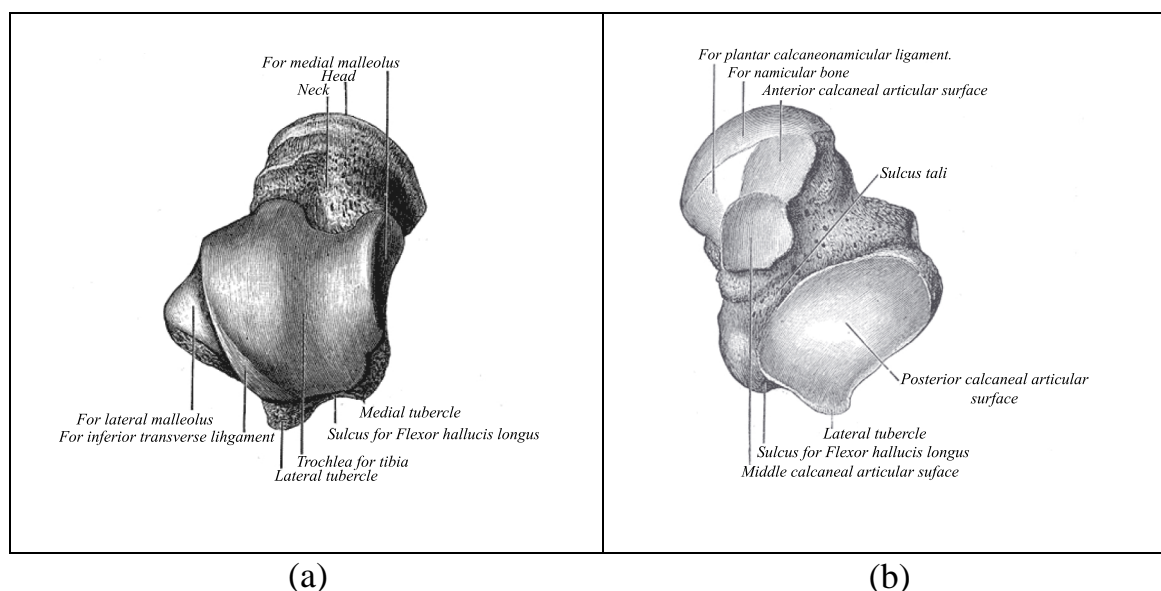 For medial malleolus
Head
Neck
For lateral malleolus
For inferior transverse lihgament
Medial tubercle
Sulcus for Flexor hallucis longus
Trochlea for tibia
Lateral tubercle
(a)
For plantar calcaneonamicular ligament.
For namicular bone
Anterior calcaneal articular surface
Sulcus tali
Posterior calcaneal articular
surface
Lateral tubercle
Sulcus for Flexor hallucis longus
Middle calcaneal articular suface
(b)